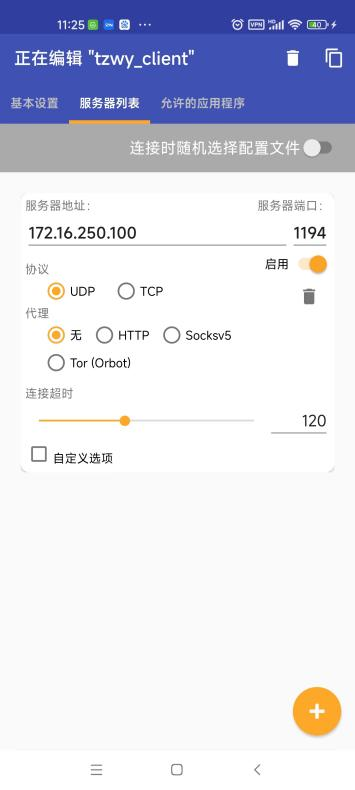 11:25
VPN
HD
40
正在编辑 "tzwy_client"
基本设置 服务器列表 允许的应用程序
连接时随机选择配置文件
服务器地址: 服务器端口:
172.16.250.100 1194
协议 启用
UDP TCP
代理
无 HTTP Socksv5
Tor (Orbot)
连接超时
120
自定义选项